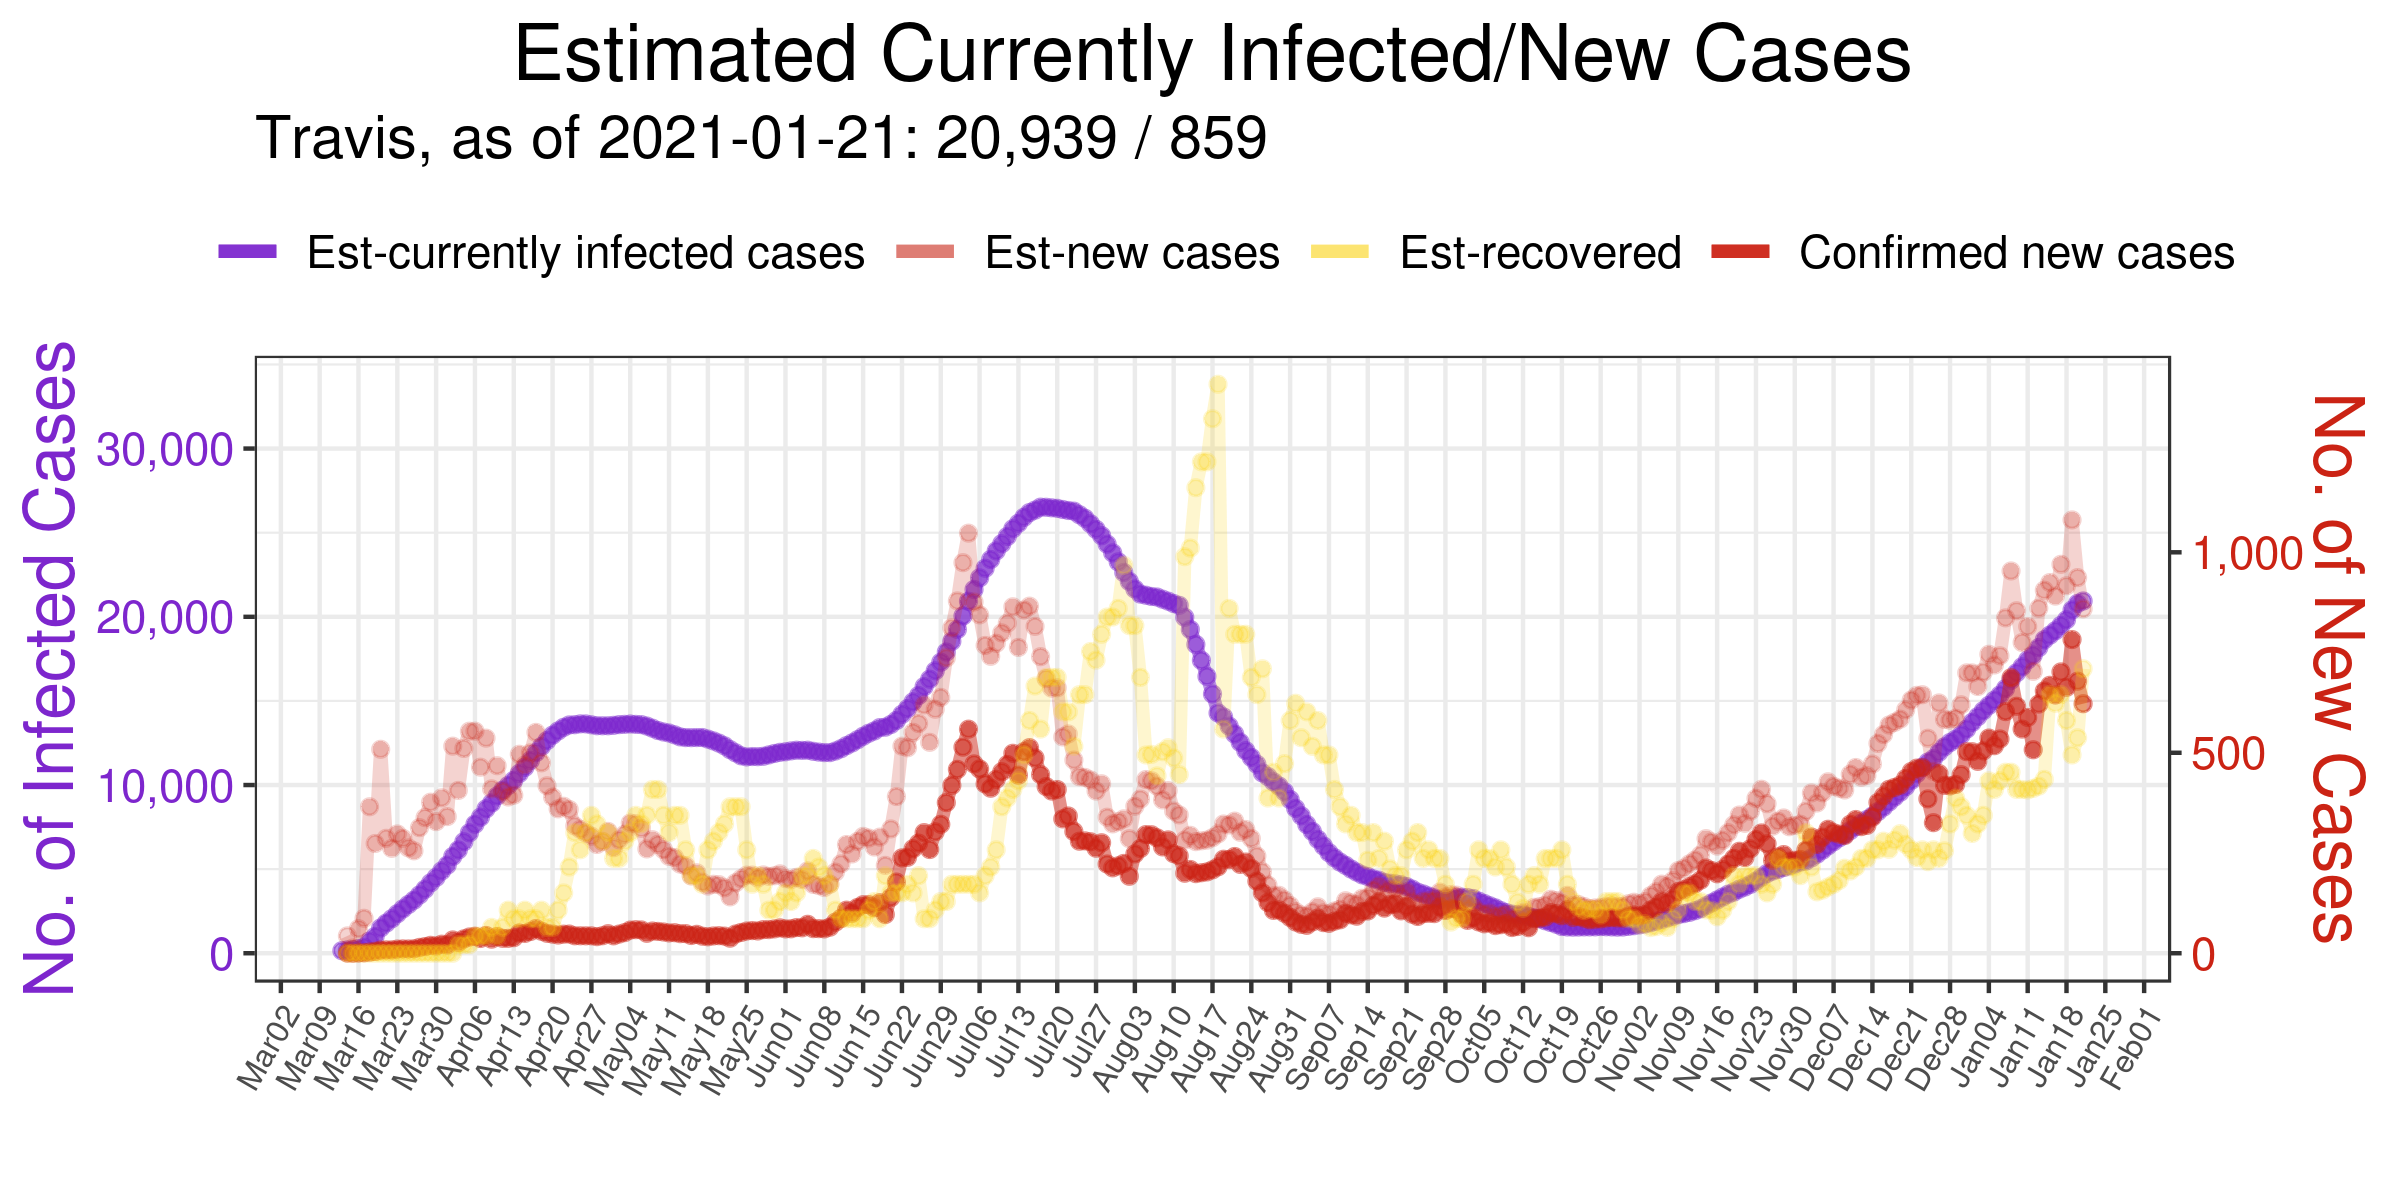 Estimated Currently Infected/New Cases
Travis, as of 2021-01-21: 20,939 / 859
Est-currently infected cases Est-new cases Est-recovered Confirmed new cases
No. of Infected Cases
30,000
20,000
10,000
0
1,000
500
0
No. of New Cases
Mar02 Mar09 Mar16 Mar23 Mar30 Apr06 Apr13 Apr20 Apr27 May04 May11 May18 May25 Jun01 Jun08 Jun15 Jun22 Jun29 Jul06 Jul13 Jul20 Jul27 Aug03 Aug10 Aug17 Aug24 Aug31 Sep07 Sep14 Sep21 Sep28 Oct05 Oct12 Oct19 Oct26 Nov02 Nov09 Nov16 Nov23 Nov30 Dec07 Dec14 Dec21 Dec28 Jan04 Jan11 Jan18 Jan25 Feb01